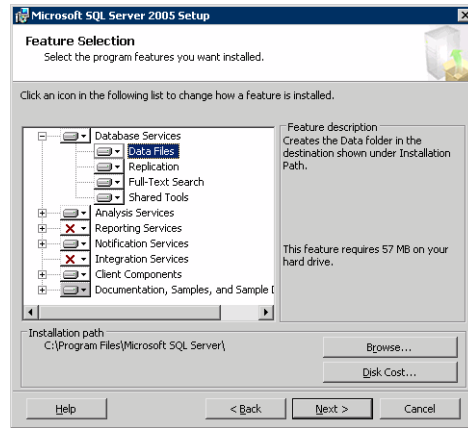 Microsoft SQL Server 2005 Setup
Feature Selection
Select the program features you want installed.
Click an icon in the following list to change how a feature is installed.
Database Services
Data Files
Replication
Full-Text Search
Shared Tools
Analysis Services
Reporting Services
Notification Services
Integration Services
Client Components
Documentation, Samples, and Sample
Feature description
Creates the Data folder in the
destination shown under Installation
Path.
This feature requires 57 MB on your
hard drive.
Installation path
C:\Program Files\Microsoft SQL Server\
Browse...
Disk Cost...
Help
< Back
Next >
Cancel